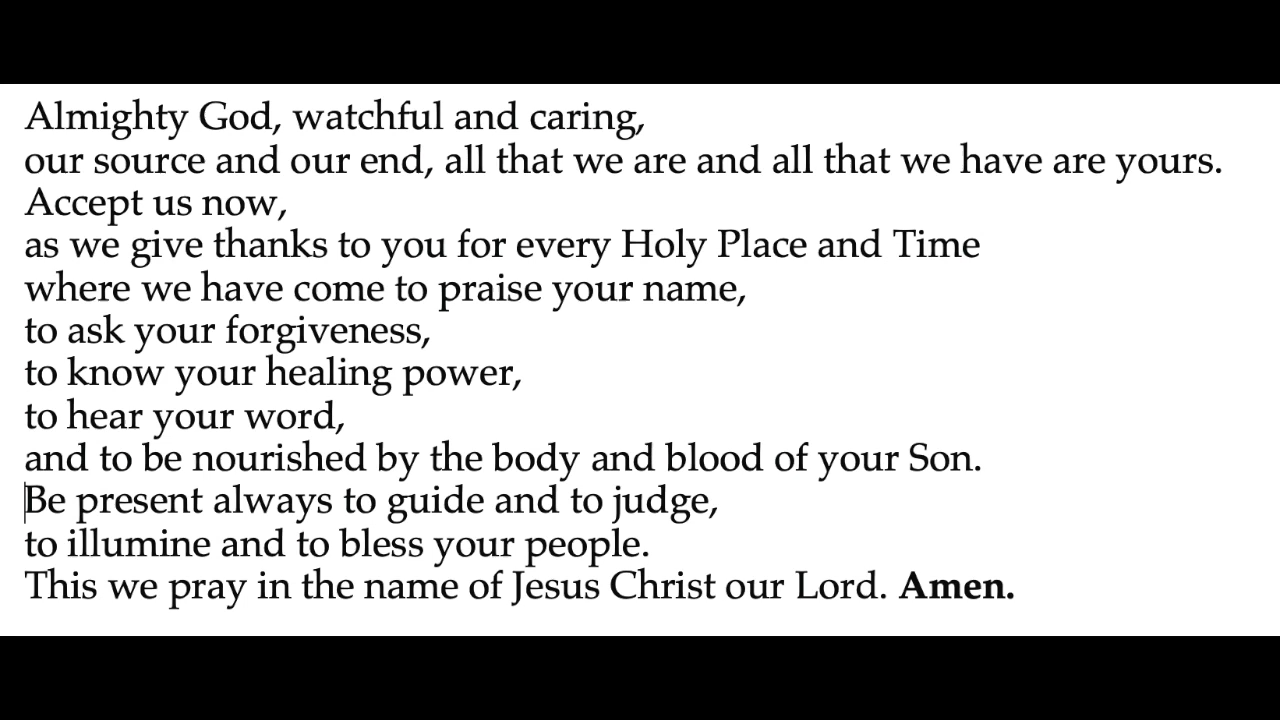 Almighty God, watchful and caring,
our source and our end, all that we are and all that we have are yours.
Accept us now,
as we give thanks to you for every Holy Place and Time
where we have come to praise your name,
to ask your forgiveness,
to know your healing power,
to hear your word,
and to be nourished by the body and blood of your Son.
Be present always to guide and to judge,
to illumine and to bless your people.
This we pray in the name of Jesus Christ our Lord. Amen.